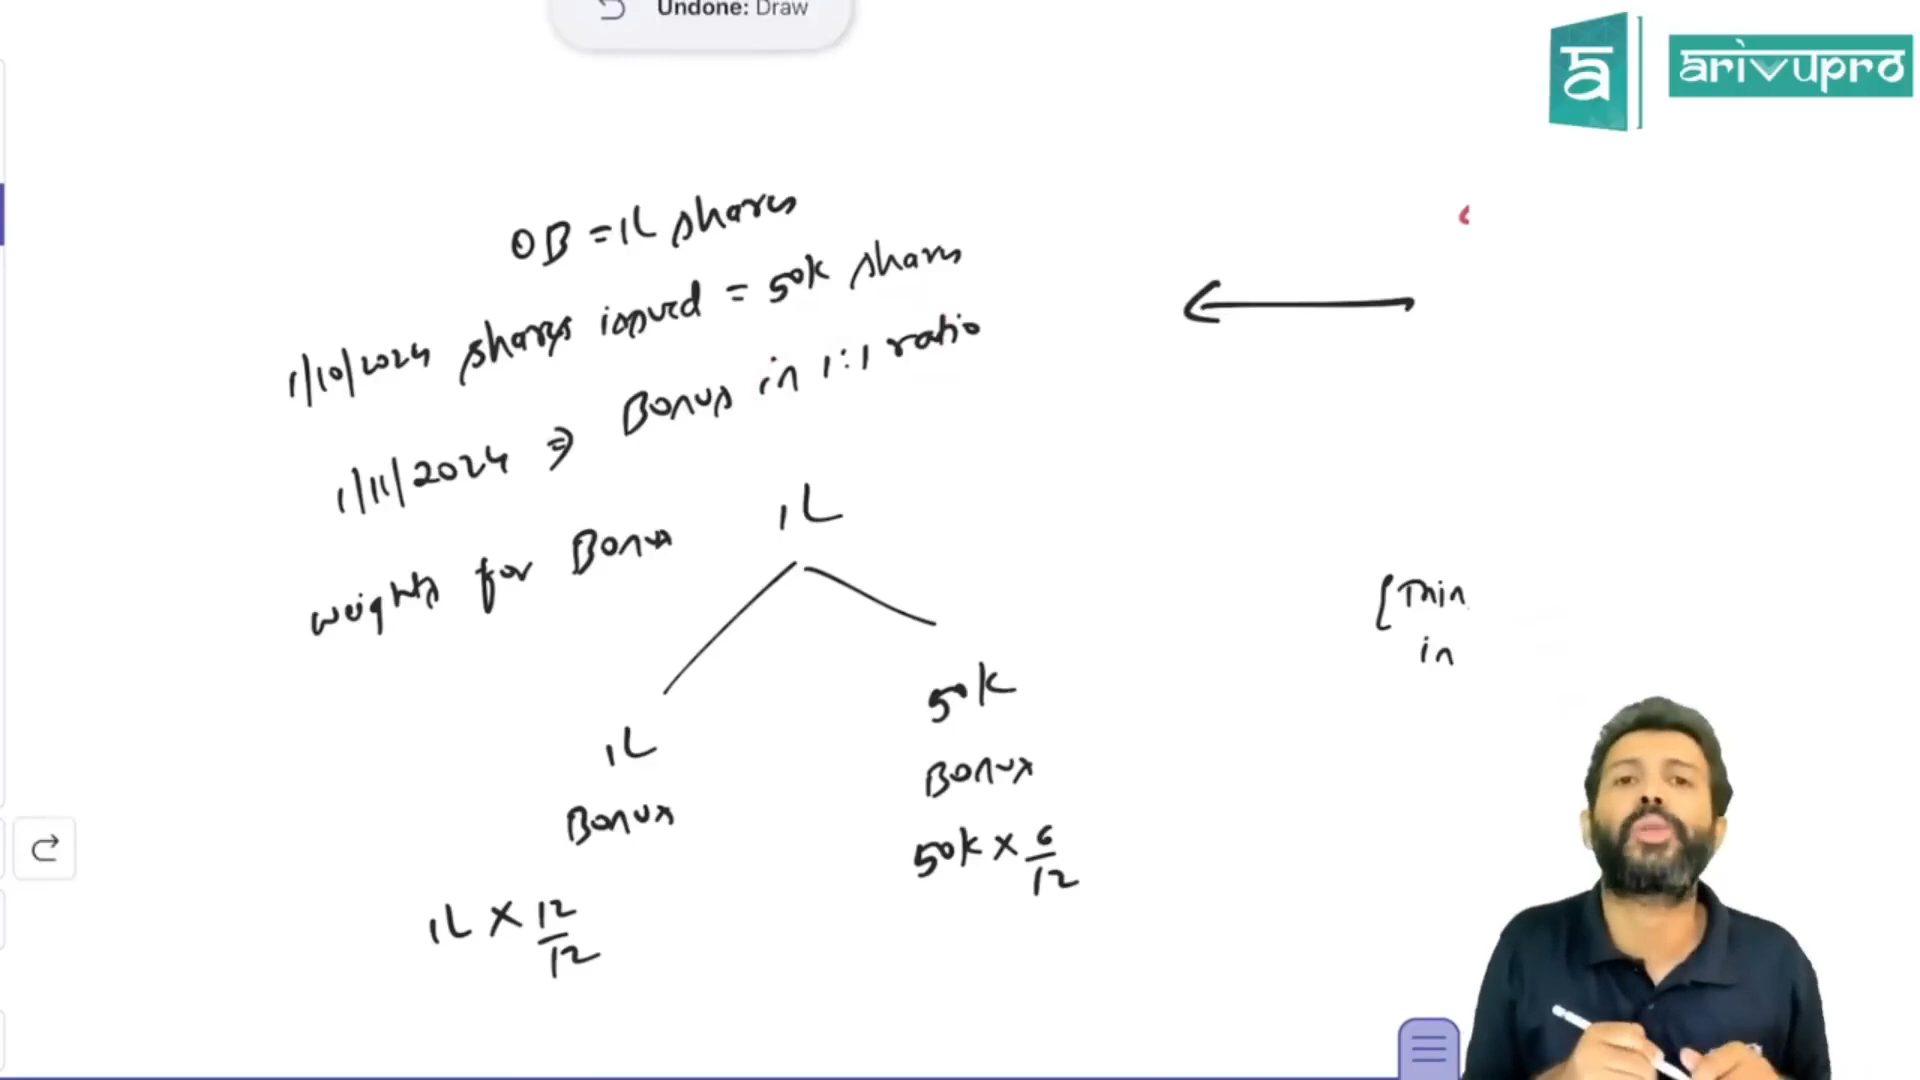 Undone: Draw
ā arivupro
OB = 1L shares
1/10/2024 shares issued = 50k shares
1/11/2024 ⇒ Bonus in 1:1 ratio
weights for Bonus 1L
1L 50k
Bonus Bonus
1L × 12/12 50k × 6/12
[Thin
in